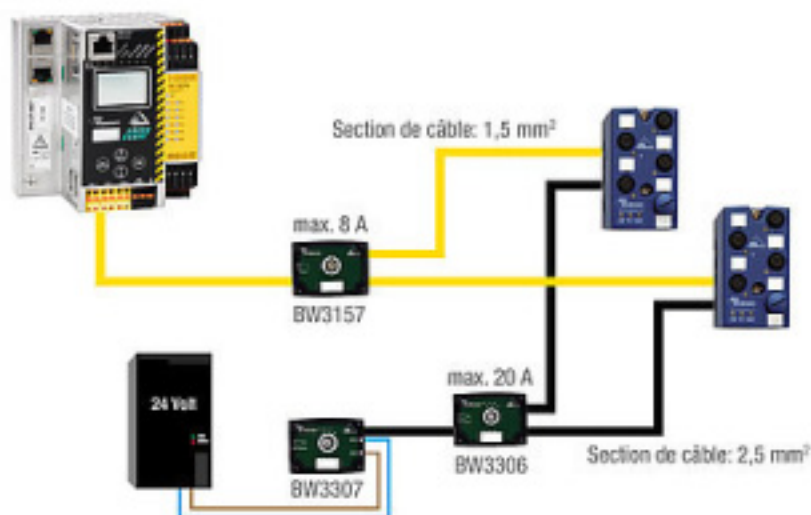 Section de câble: 1,5 mm²
max. 8 A
BW3157
max. 20 A
24 Volt
BW3307
BW3306
Section de câble: 2,5 mm²